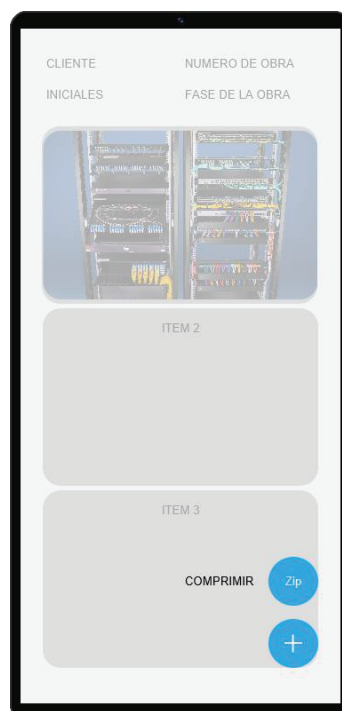 CLIENTE NUMERO DE OBRA
INICIALES FASE DE LA OBRA
ITEM 2
ITEM 3
COMPRIMIR Zip
+